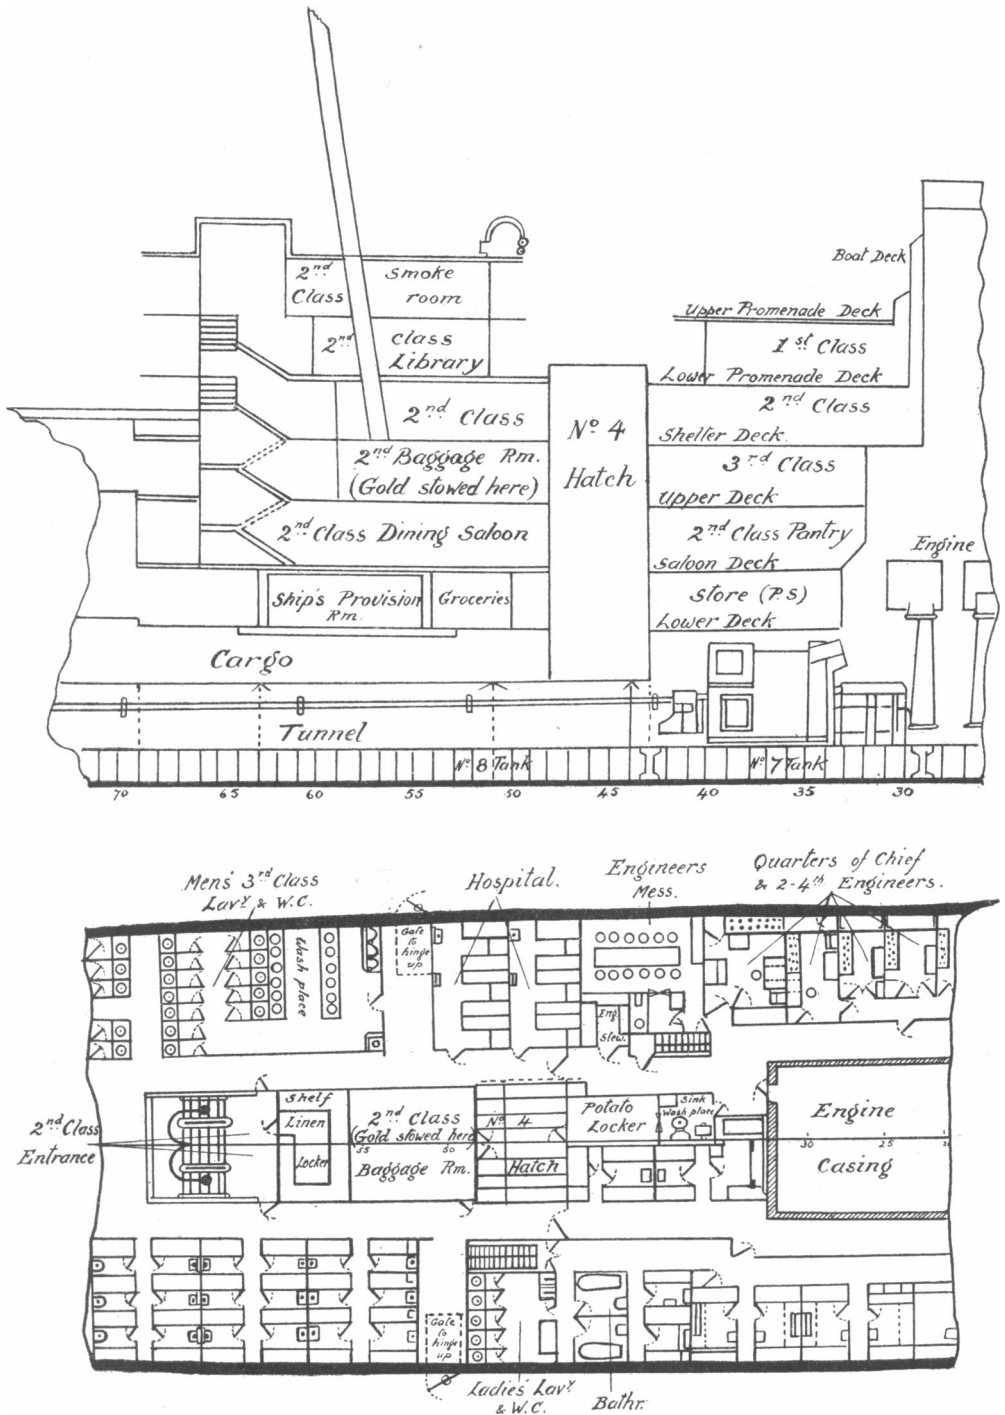 2nd Class
Smoke room
2nd class Library
Boat Deck
Upper Promenade Deck
1st Class
Lower Promenade Deck
2nd Class
Nº 4
Hatch
2nd Class
Shelter Deck.
2nd Baggage Rm.
(Gold stowed here)
3rd Class
Upper Deck
2nd Class Dining Saloon
2nd Class Pantry
Saloon Deck
Engine
Ship's Provision
Rm.
Groceries
Store (P.S)
Lower Deck
Cargo
Tunnel
Nº 8 Tank
Nº 7 Tank
70 65 60 55 50 45 40 35 30
Mens' 3rd Class
Lavy & W.C.
Hospital.
Engineers
Mess.
Quarters of Chief
& 2-4th Engineers.
Wash place
Gate
to
hinge
up
Eng.
Stew.
2nd Class
Entrance
Shelf
Linen
Locker
2nd Class
(Gold stowed here)
55 50
Baggage Rm.
Nº 4
Hatch
Potato
Locker
Sink
Wash place
Engine
30 25
Casing
Gate
to
hinge
up
Ladies' Lavy
& W.C.
Bathr.